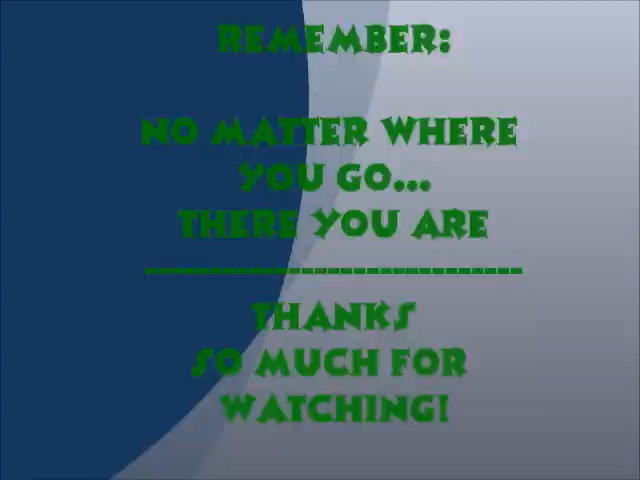 REMEMBER:
NO MATTER WHERE
YOU GO...
THERE YOU ARE
-----------------------------
THANKS
SO MUCH FOR
WATCHING!